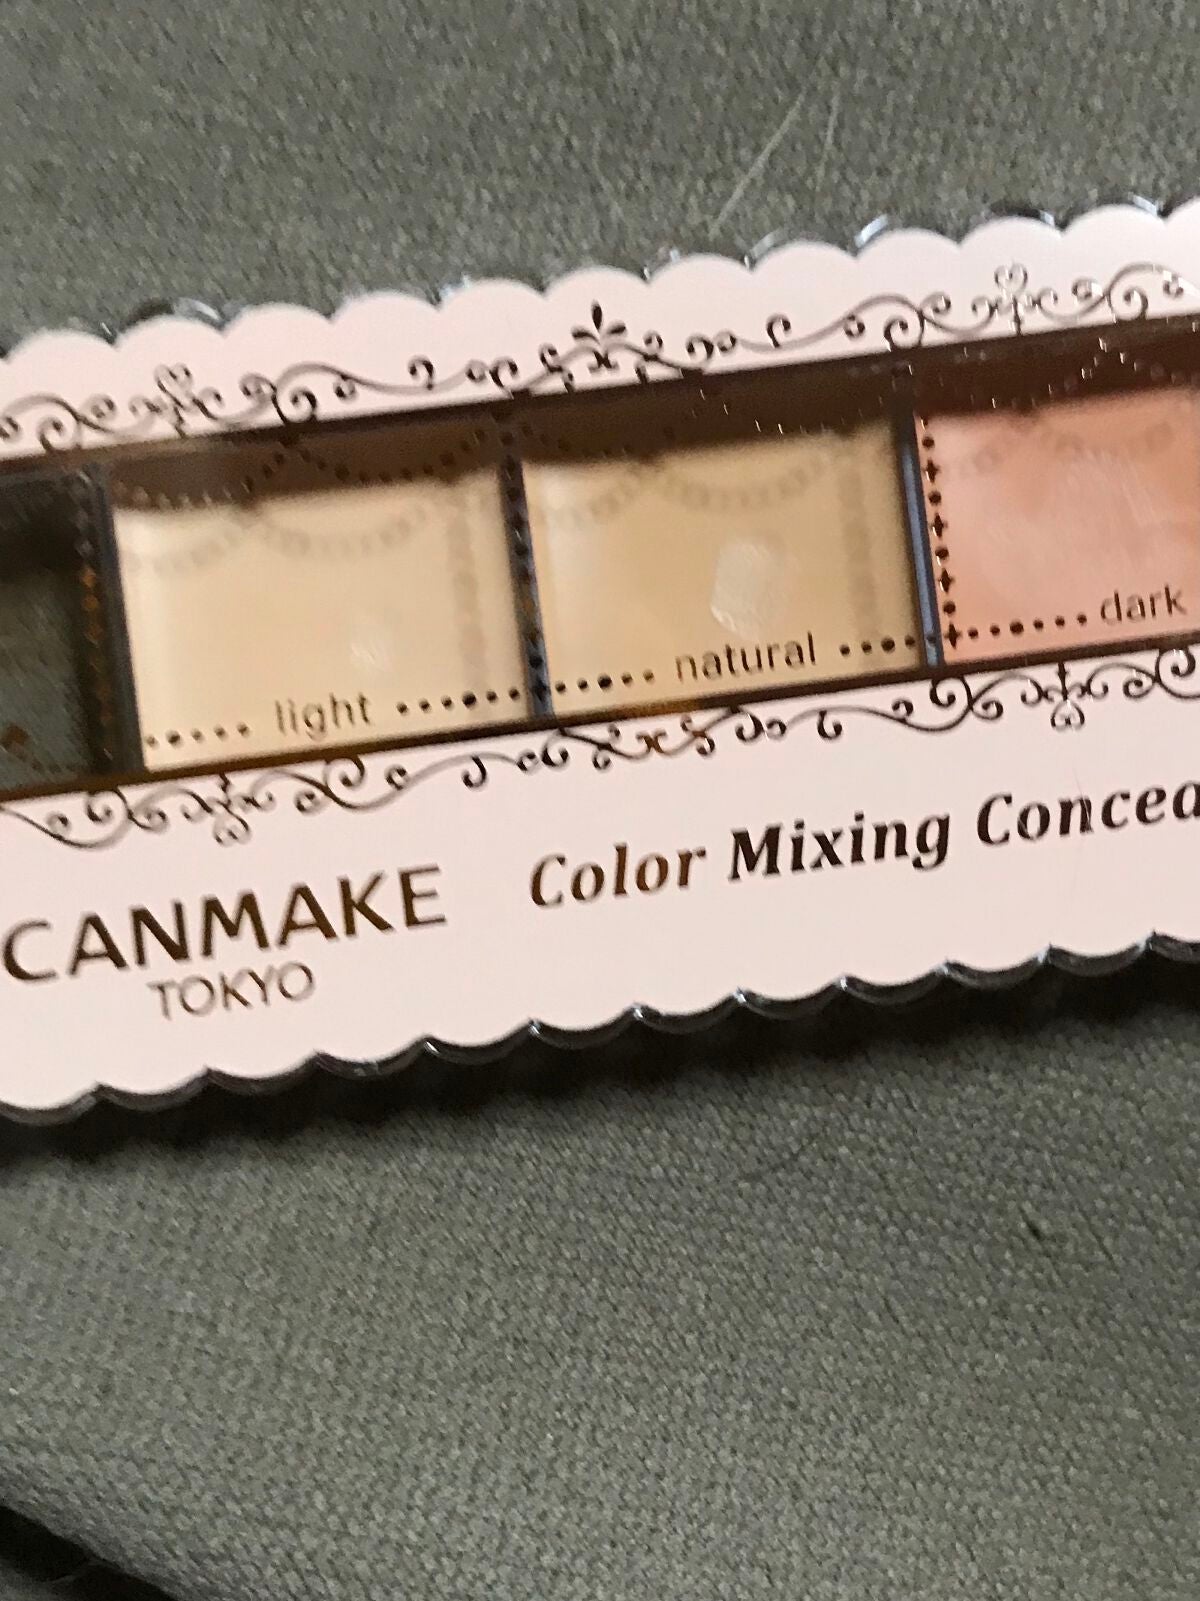 light natural dark
CANMAKE
TOKYO
Color Mixing Concea